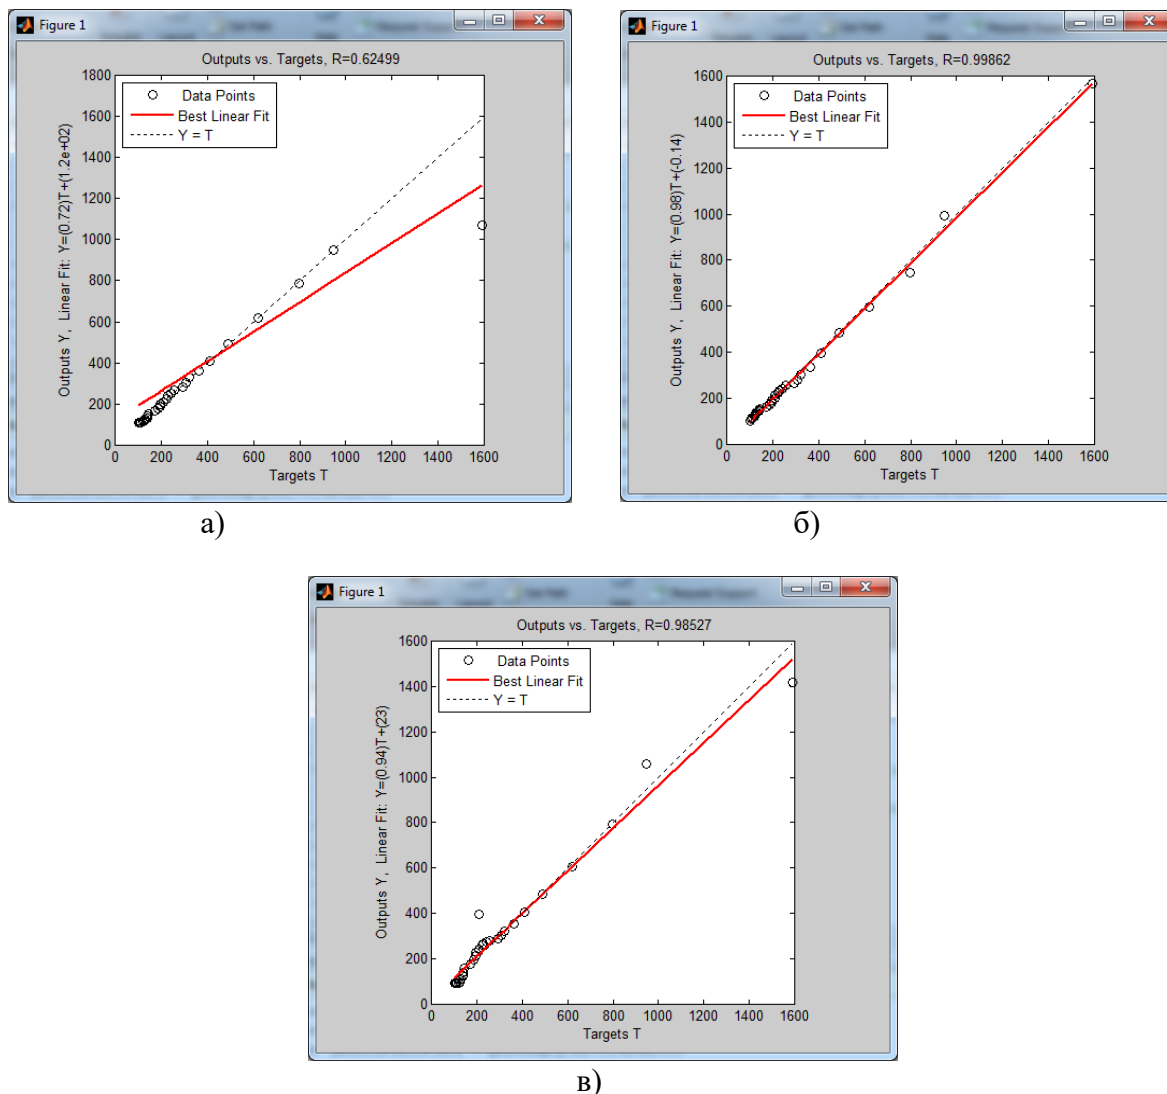 Figure 1
Outputs vs. Targets, R=0.62499
Outputs Y, Linear Fit: Y=(0.72)T+(1.2e+02)
1800
1600
1400
1200
1000
800
600
400
200
0
Data Points
Best Linear Fit
Y = T
0 200 400 600 800 1000 1200 1400 1600
Targets T
а)
Figure 1
Outputs vs. Targets, R=0.99862
Outputs Y, Linear Fit: Y=(0.98)T+(-0.14)
1600
1400
1200
1000
800
600
400
200
0
Data Points
Best Linear Fit
Y = T
0 200 400 600 800 1000 1200 1400 1600
Targets T
б)
Figure 1
Outputs vs. Targets, R=0.98527
Outputs Y, Linear Fit: Y=(0.94)T+(23)
1600
1400
1200
1000
800
600
400
200
0
Data Points
Best Linear Fit
Y = T
0 200 400 600 800 1000 1200 1400 1600
Targets T
в)